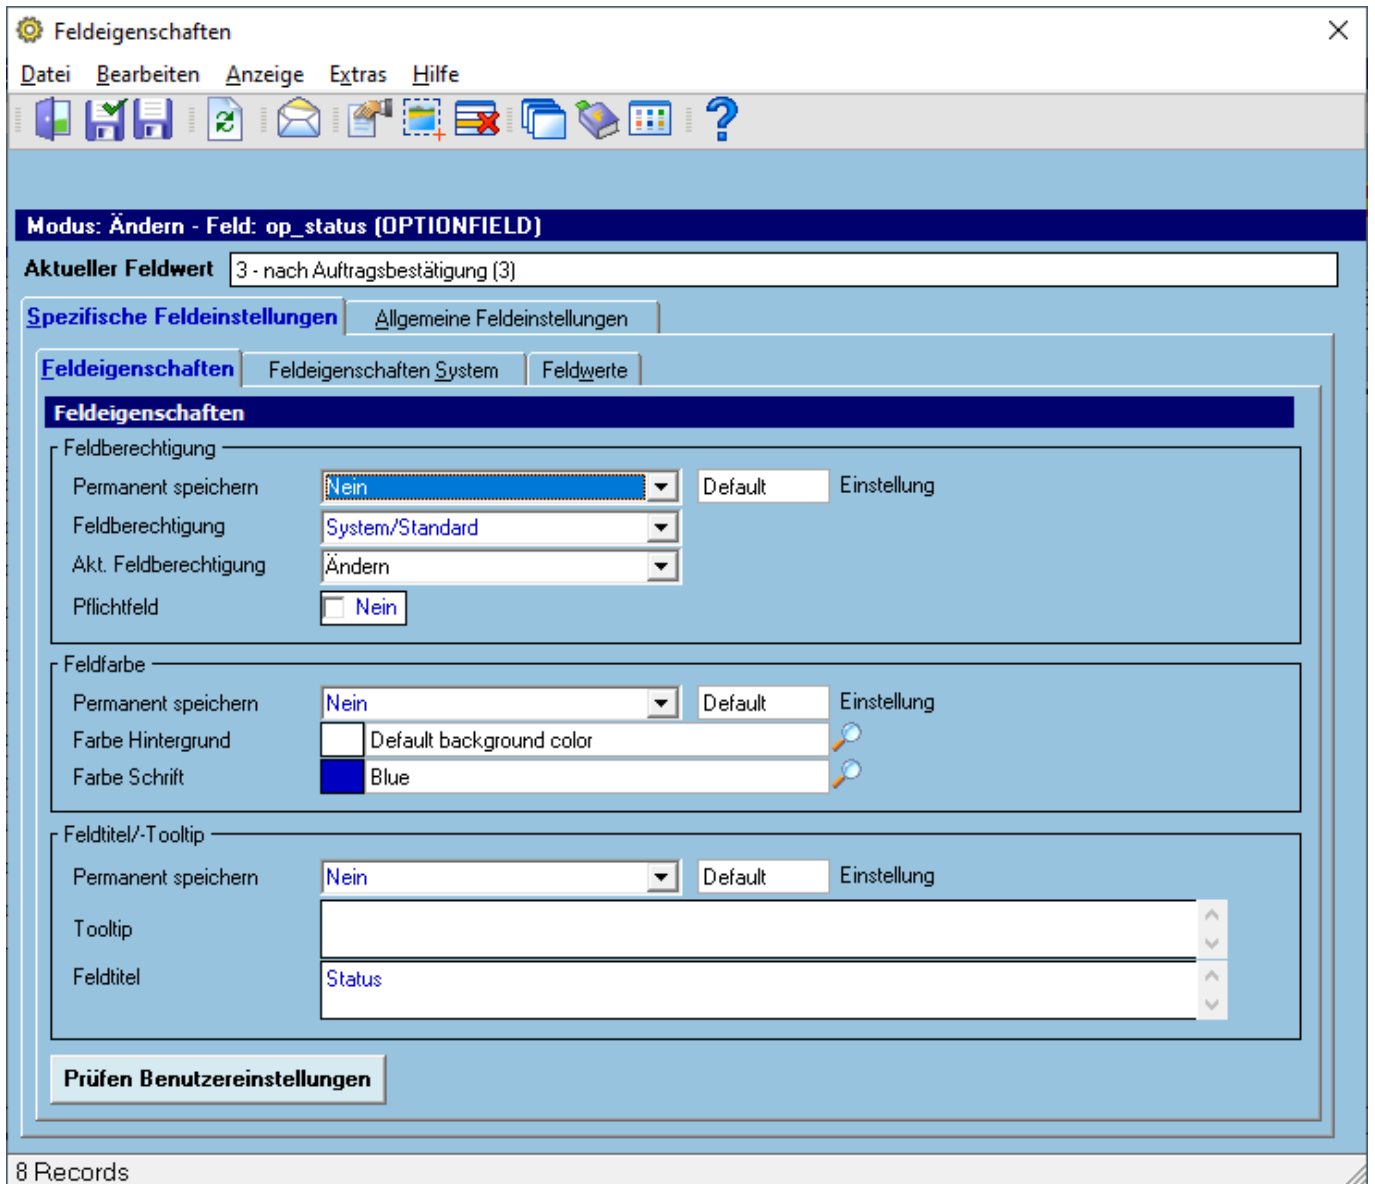 Feldeigenschaften
Datei Bearbeiten Anzeige Extras Hilfe
Modus: Ändern - Feld: op_status (OPTIONFIELD)
Aktueller Feldwert 3 - nach Auftragsbestätigung (3)
Spezifische Feldeinstellungen Allgemeine Feldeinstellungen
Feldeigenschaften Feldeigenschaften System Feldwerte
Feldeigenschaften
Feldberechtigung
Permanent speichern Nein Default Einstellung
Feldberechtigung System/Standard
Akt. Feldberechtigung Ändern
Pflichtfeld Nein
Feldfarbe
Permanent speichern Nein Default Einstellung
Farbe Hintergrund Default background color
Farbe Schrift Blue
Feldtitel/-Tooltip
Permanent speichern Nein Default Einstellung
Tooltip
Feldtitel Status
Prüfen Benutzereinstellungen
8 Records